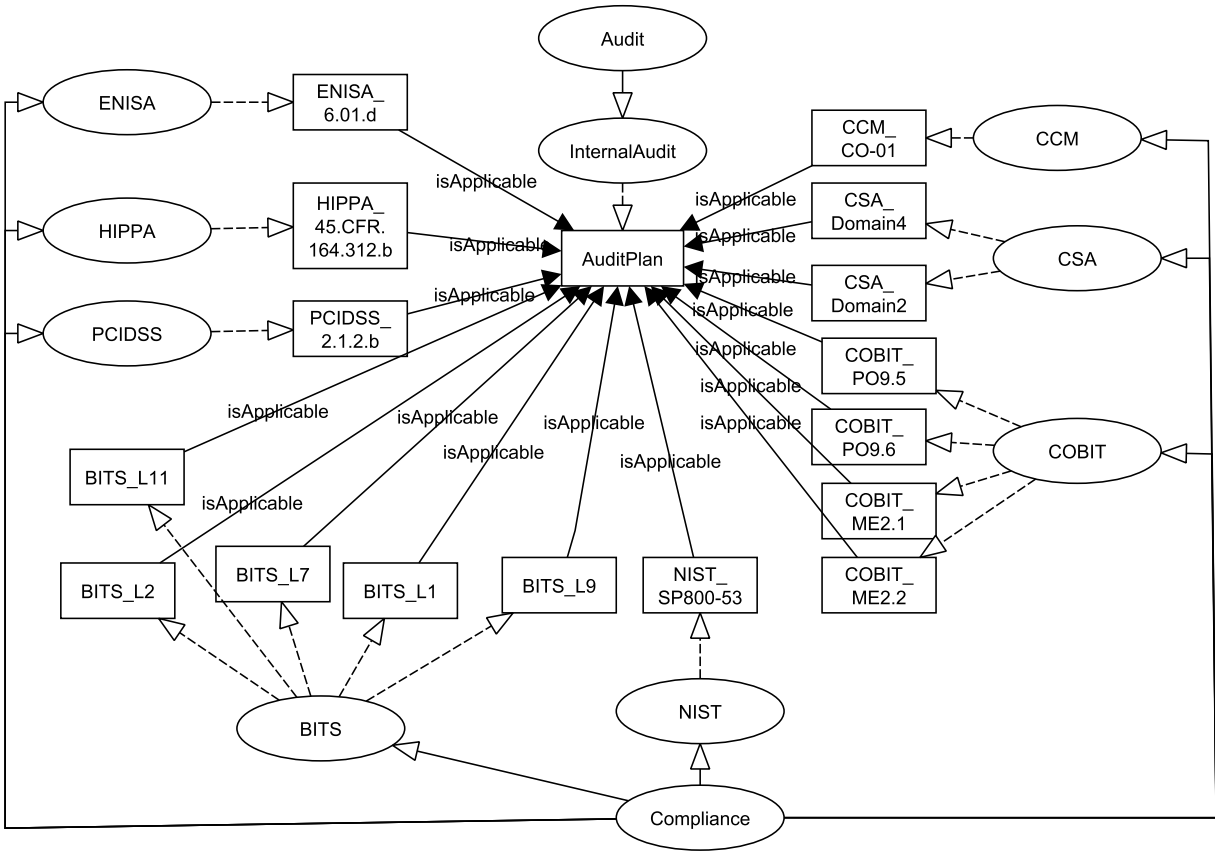 Audit
ENISA
ENISA_
6.01.d
InternalAudit
CCM_
CO-01
CCM
isApplicable
isApplicable
HIPPA
HIPPA_
45.CFR.
164.312.b
isApplicable
AuditPlan
isApplicable
CSA_
Domain4
CSA
isApplicable
CSA_
Domain2
PCIDSS
PCIDSS_
2.1.2.b
isApplicable
isApplicable
isApplicable
COBIT_
PO9.5
isApplicable
isApplicable
isApplicable
isApplicable
isApplicable
isApplicable
COBIT_
PO9.6
COBIT
isApplicable
isApplicable
BITS_L11
isApplicable
COBIT_
ME2.1
BITS_L2
BITS_L7
BITS_L1
BITS_L9
NIST_
SP800-53
COBIT_
ME2.2
BITS
NIST
Compliance